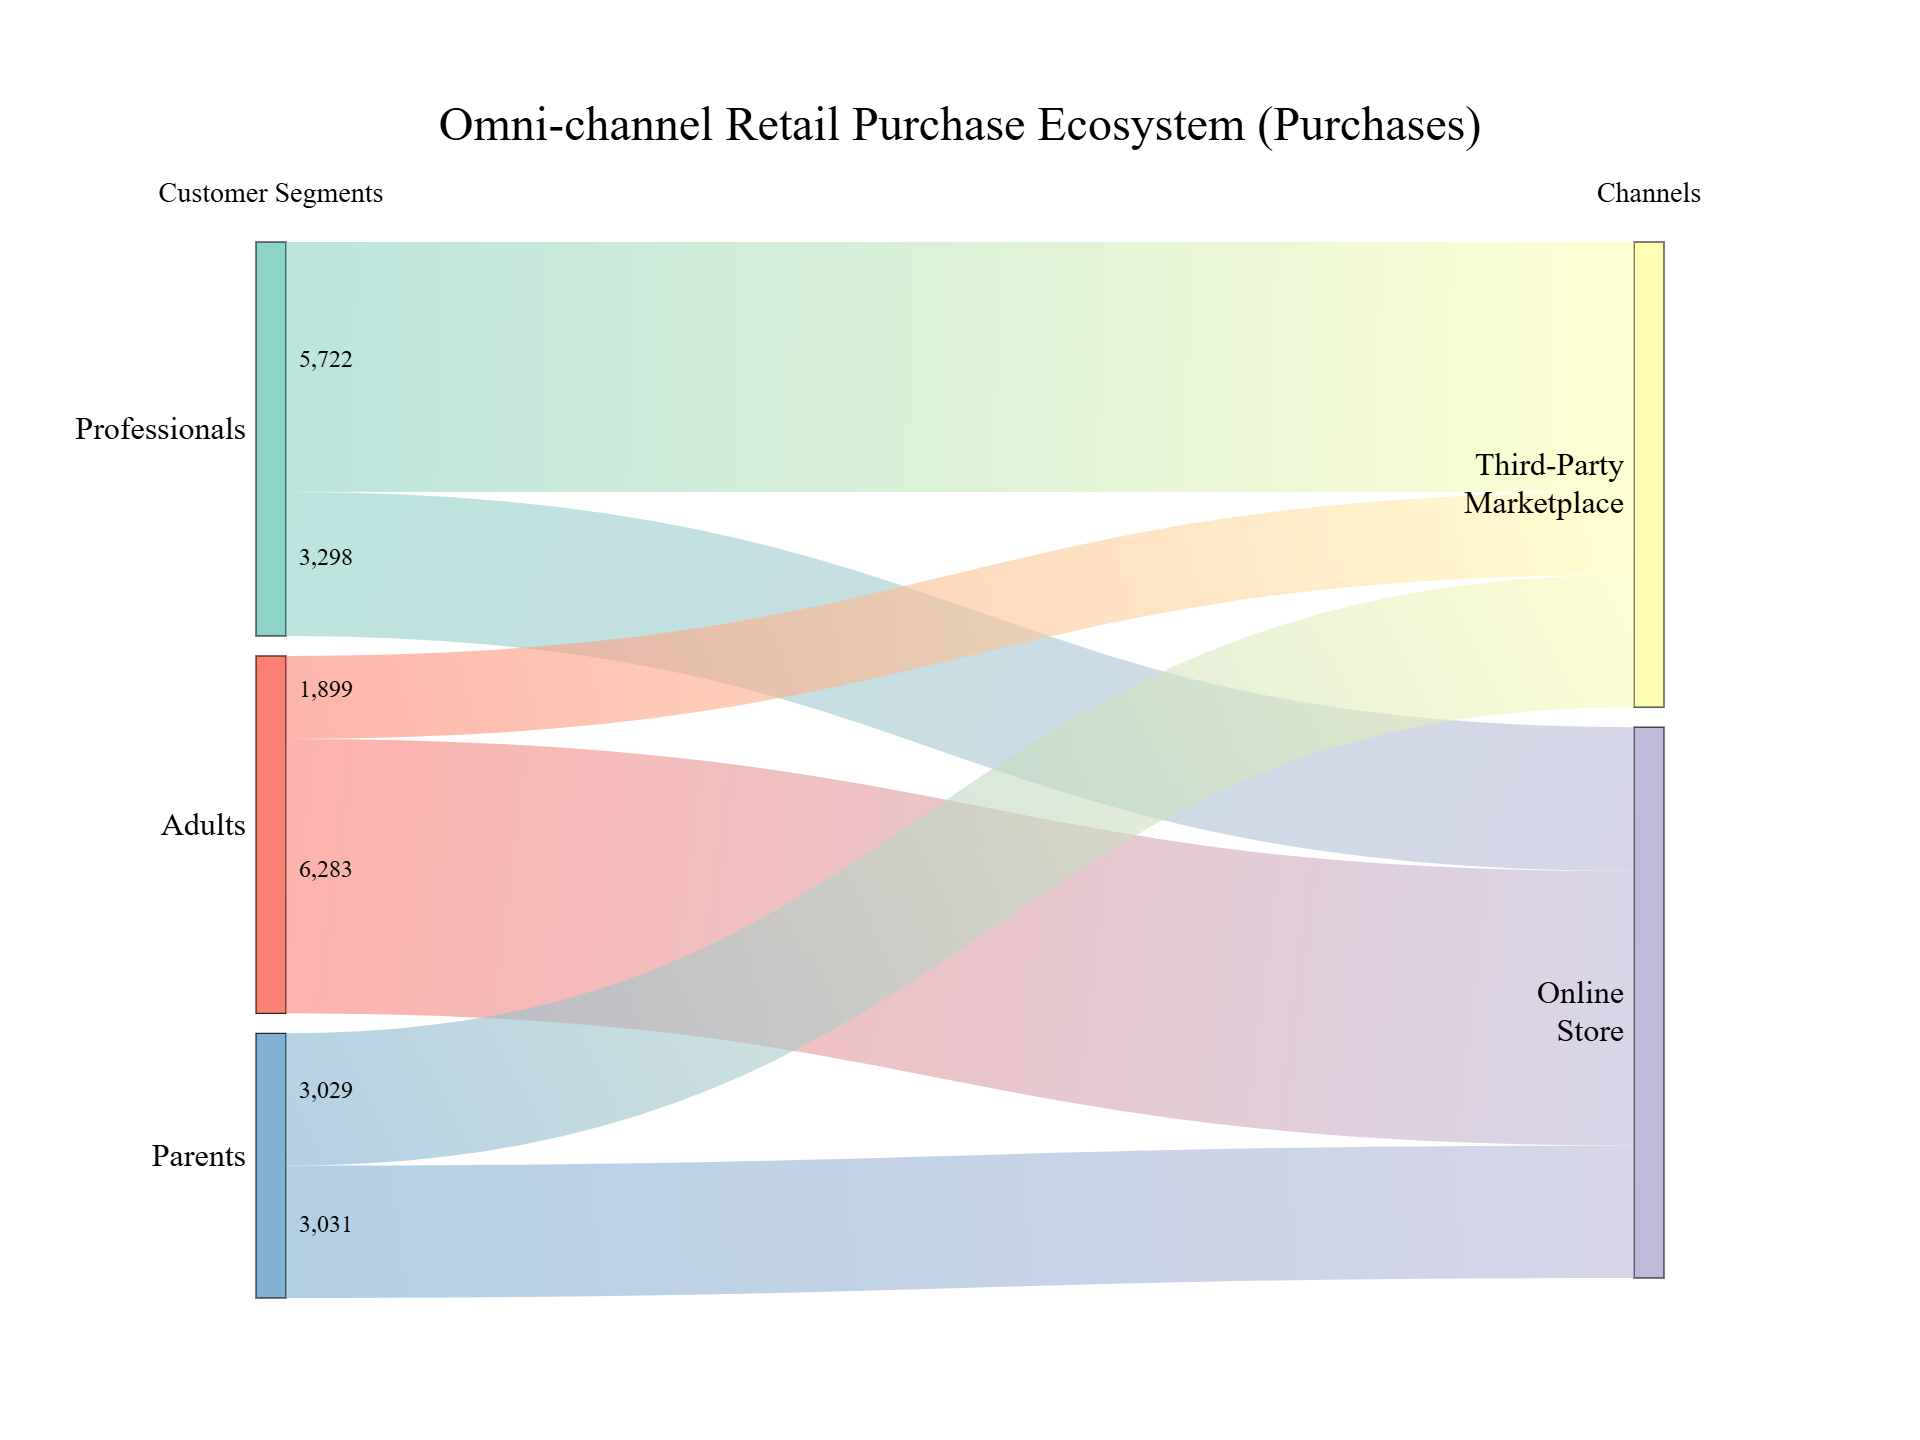 Omni-channel Retail Purchase Ecosystem (Purchases)
Customer Segments
Channels
5,722
Professionals
3,298
Third-Party
Marketplace
1,899
Adults
6,283
Online
Store
3,029
Parents
3,031